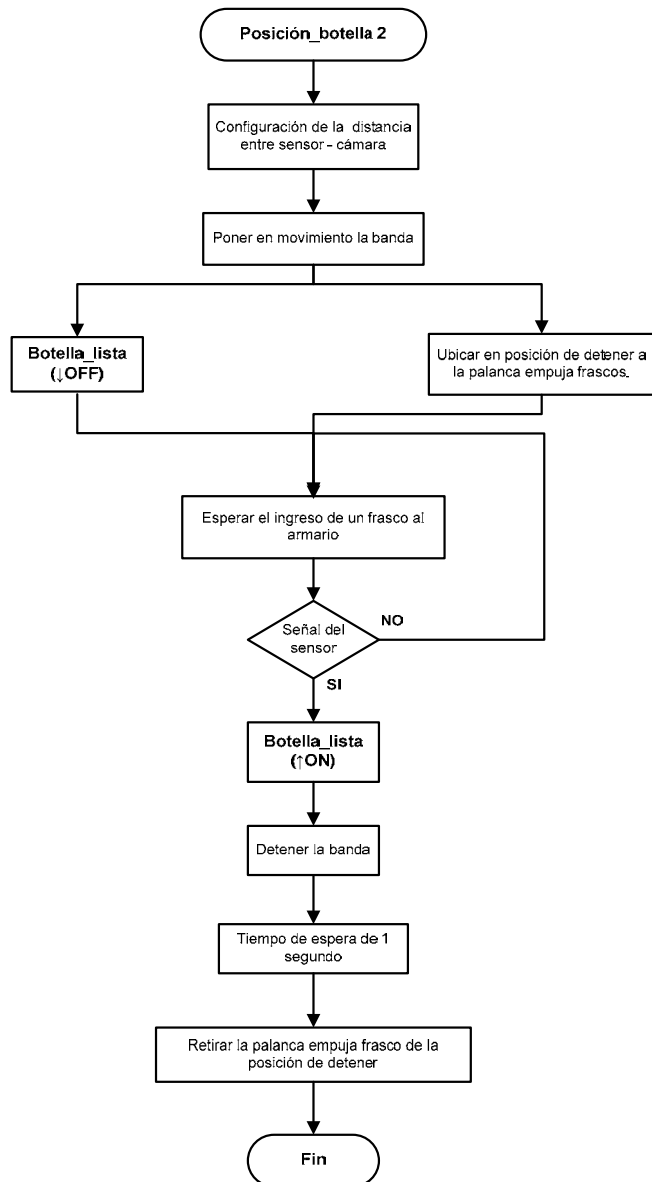 Posición_botella 2
Configuración de la distancia
entre sensor - cámara
Poner en movimiento la banda
Botella_lista
(↓OFF)
Ubicar en posición de detener a
la palanca empuja frascos.
Esperar el ingreso de un frasco al
armario
Señal del
sensor
NO
SI
Botella_lista
(↑ON)
Detener la banda
Tiempo de espera de 1
segundo
Retirar la palanca empuja frasco de la
posición de detener
Fin